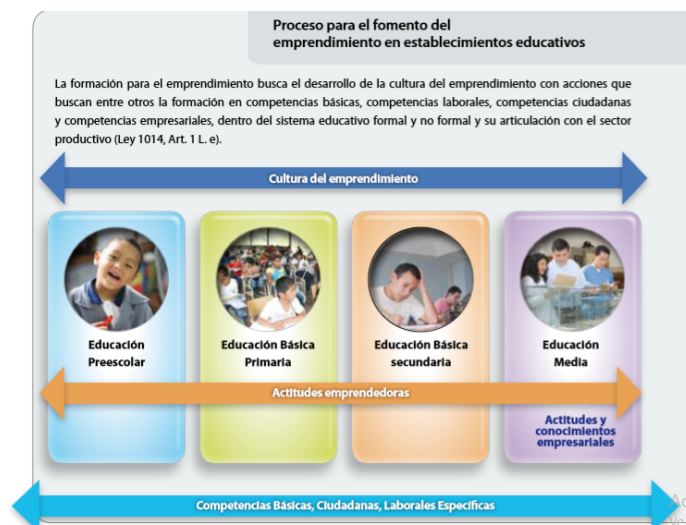 Proceso para el fomento del
emprendimiento en establecimientos educativos
La formación para el emprendimiento busca el desarrollo de la cultura del emprendimiento con acciones que
buscan entre otros la formación en competencias básicas, competencias laborales, competencias ciudadanas
y competencias empresariales, dentro del sistema educativo formal y no formal y su articulación con el sector
productivo (Ley 1014, Art. 1 L. e).
Cultura del emprendimiento
Educación
Preescolar
Educación Básica
Primaria
Educación Básica
secundaria
Educación
Media
Actitudes emprendedoras
Actitudes y
conocimientos
empresariales
Competencias Básicas, Ciudadanas, Laborales Específicas